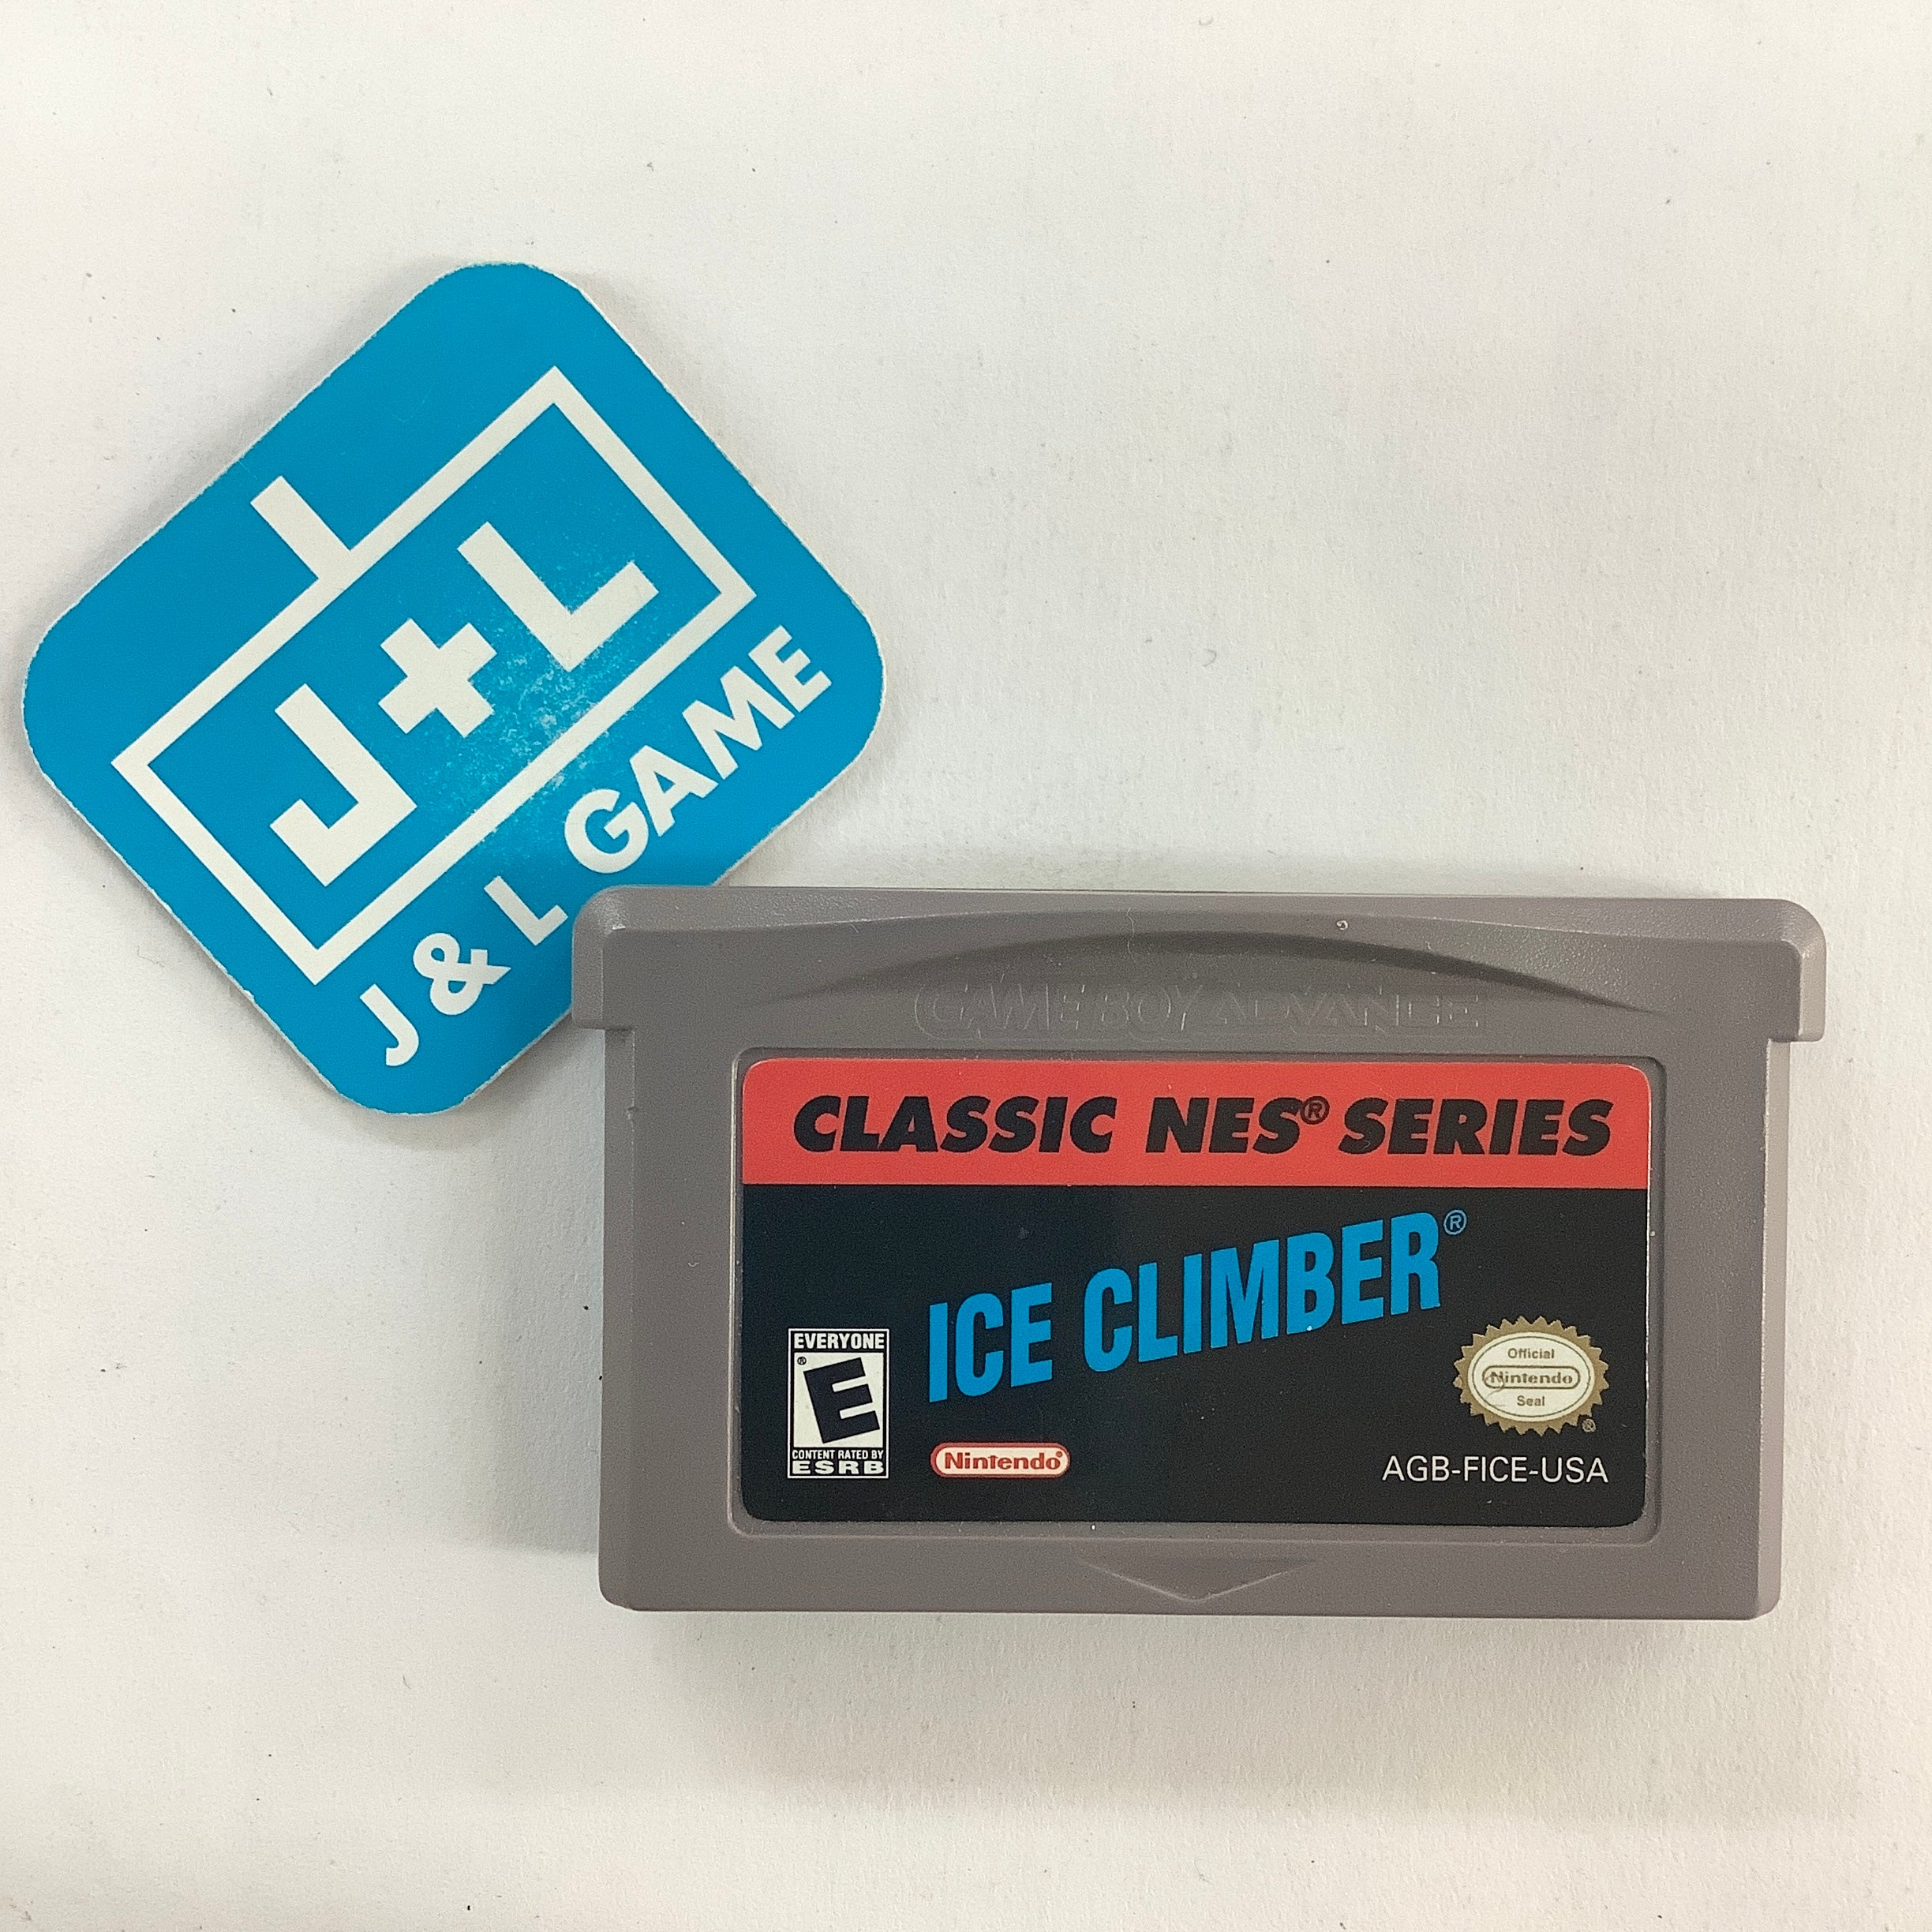 J+L
J & L GAME
GAME BOY ADVANCE
CLASSIC NES® SERIES
ICE CLIMBER®
EVERYONE
E®
CONTENT RATED BY
ESRB
Nintendo®
Official
Nintendo
Seal®
AGB-FICE-USA